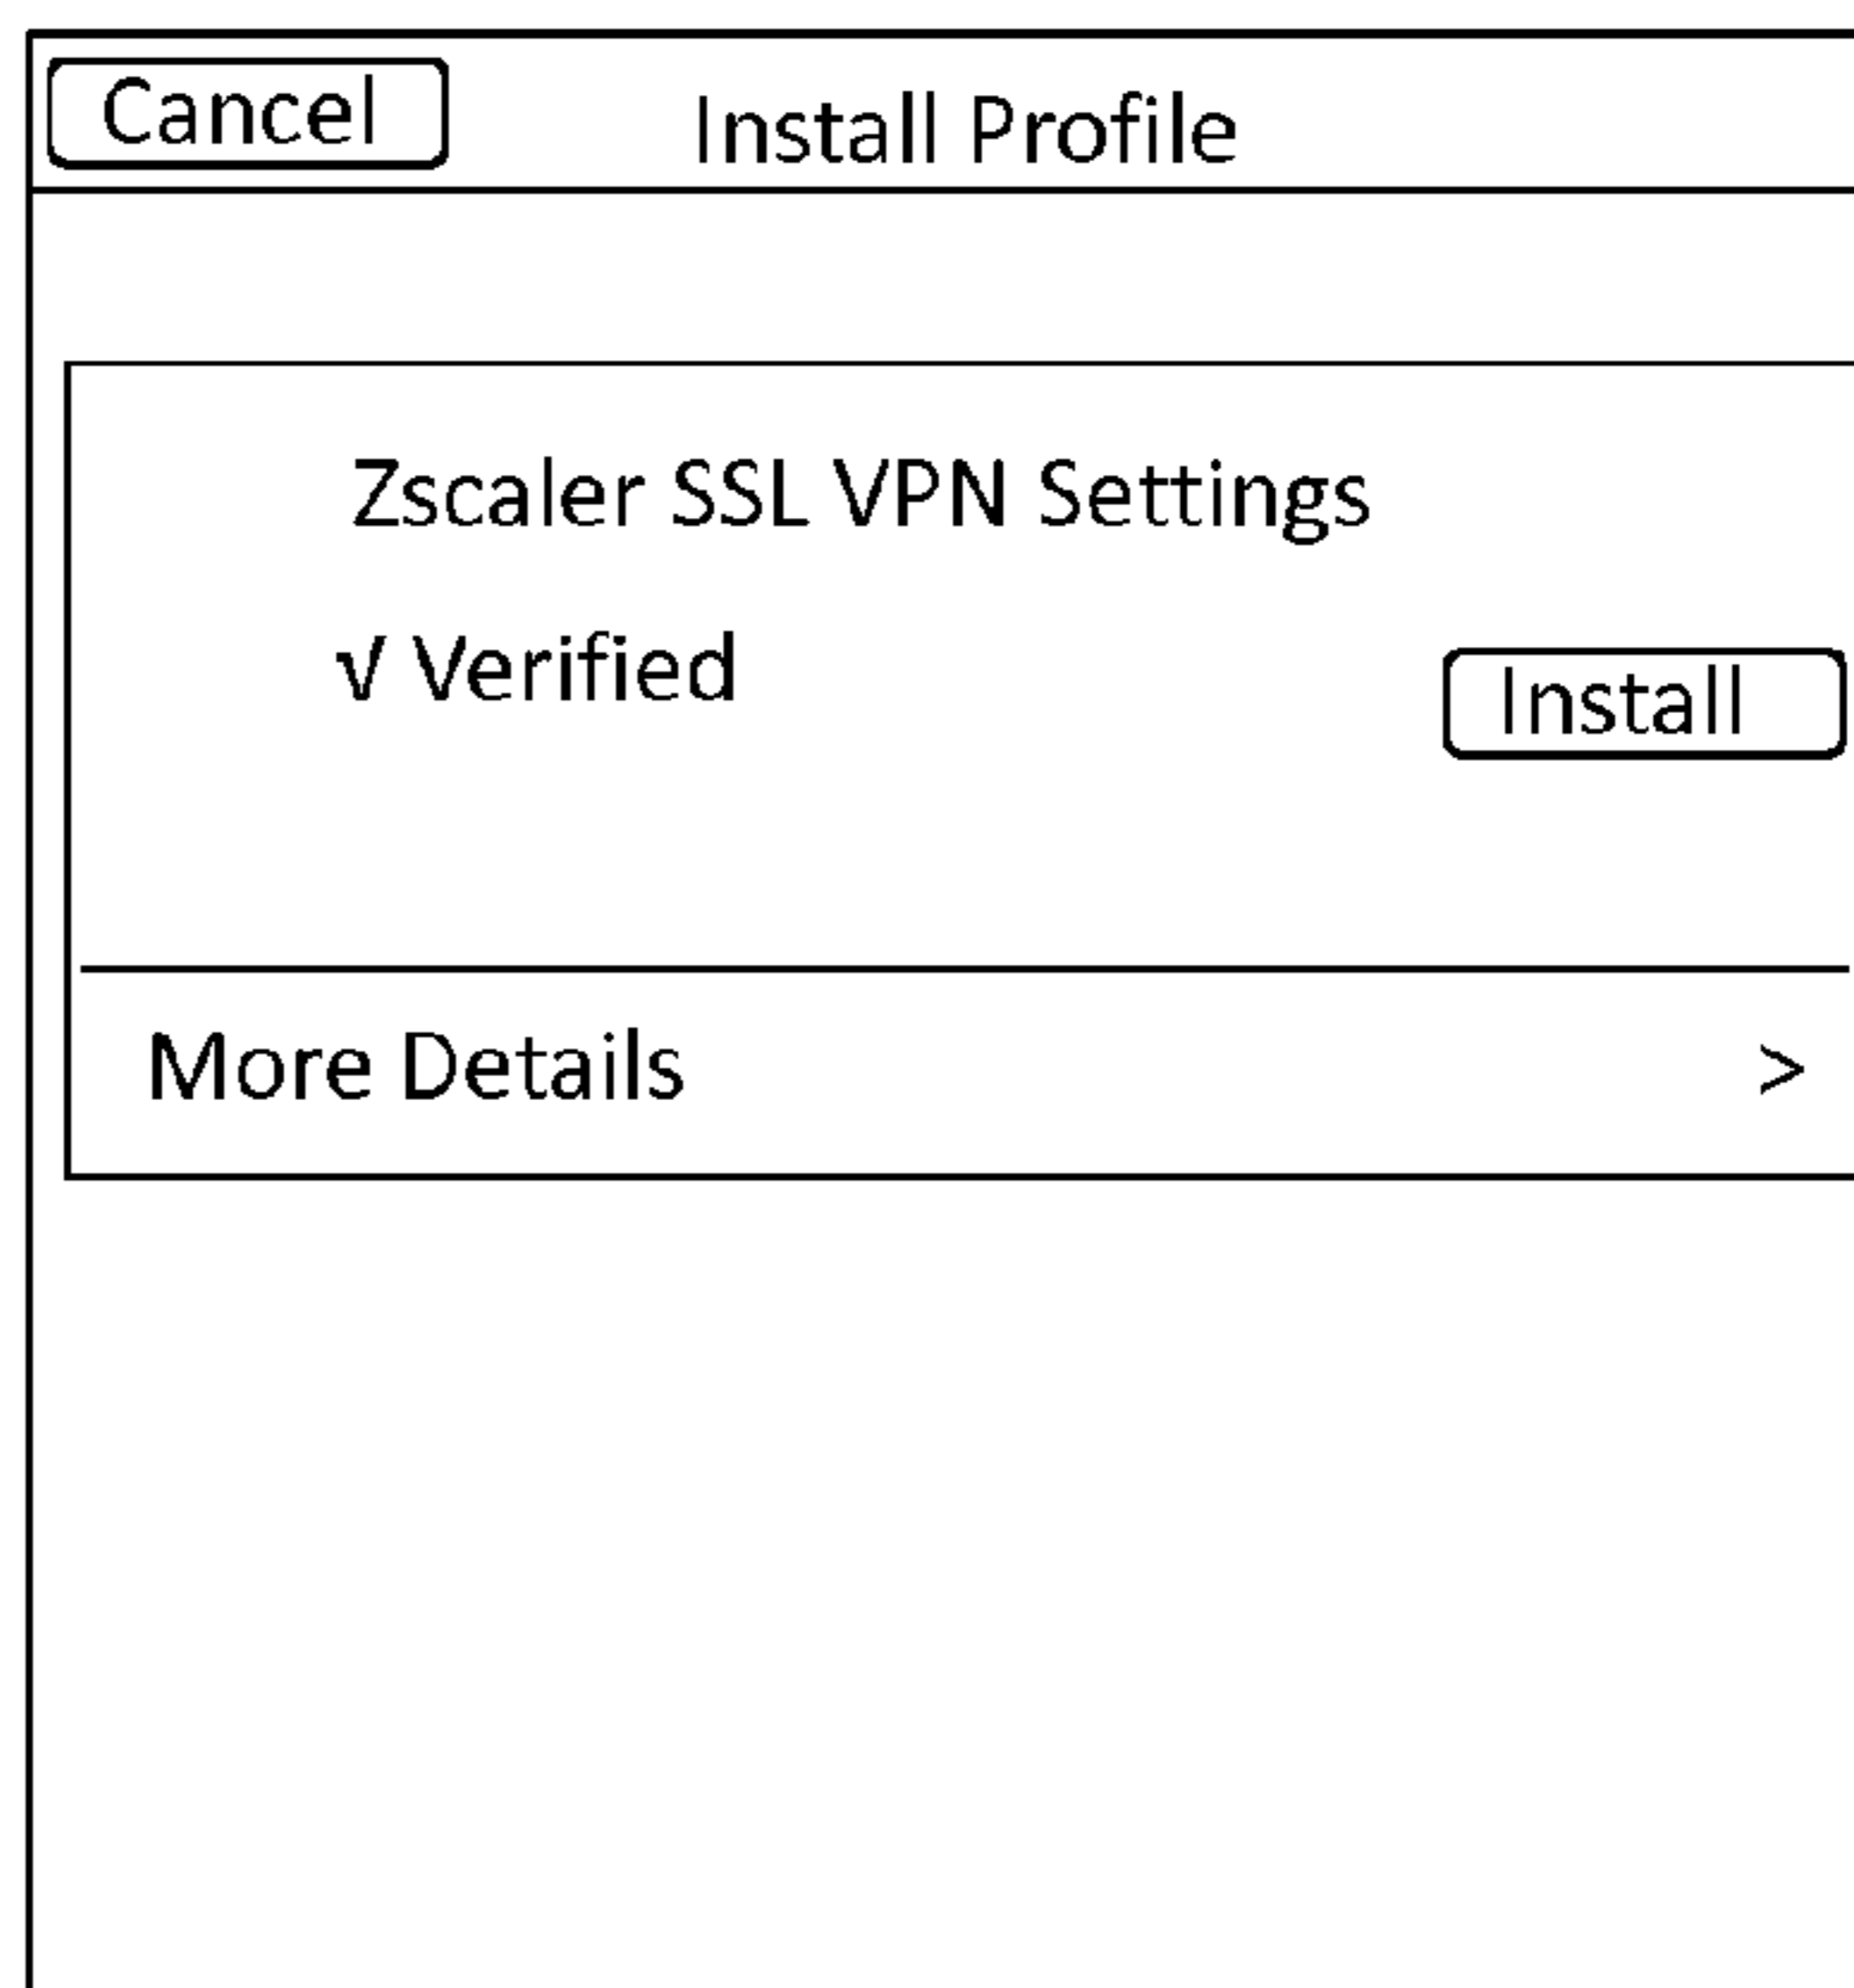 Cancel
Install Profile
Zscaler SSL VPN Settings
√ Verified
Install
More Details >